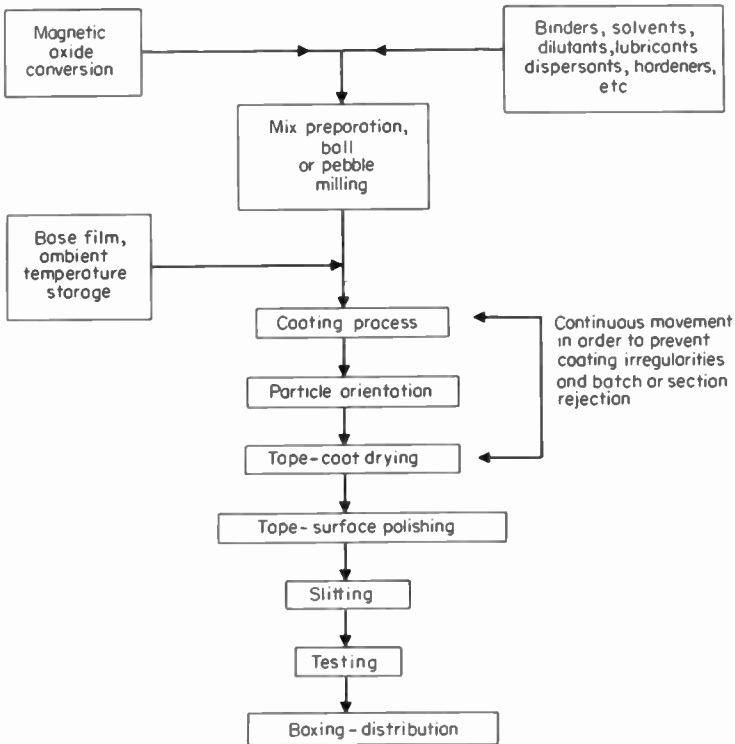 Magnetic
oxide
conversion
Binders, solvents,
dilutants,lubricants
dispersants, hardeners,
etc
Mix preparation,
ball
or pebble
milling
Base film,
ambient
temperature
storage
Coating process
Continuous movement
in order to prevent
coating irregularities
and batch or section
rejection
Particle orientation
Tape-coat drying
Tape-surface polishing
Slitting
Testing
Boxing-distribution